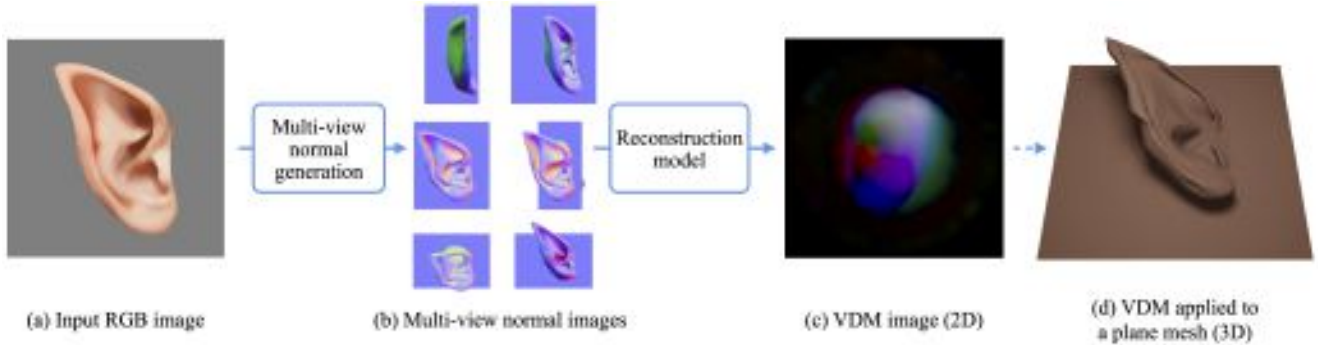 Multi-view
normal
generation
Reconstruction
model
(a) Input RGB image
(b) Multi-view normal images
(c) VDM image (2D)
(d) VDM applied to
a plane mesh (3D)